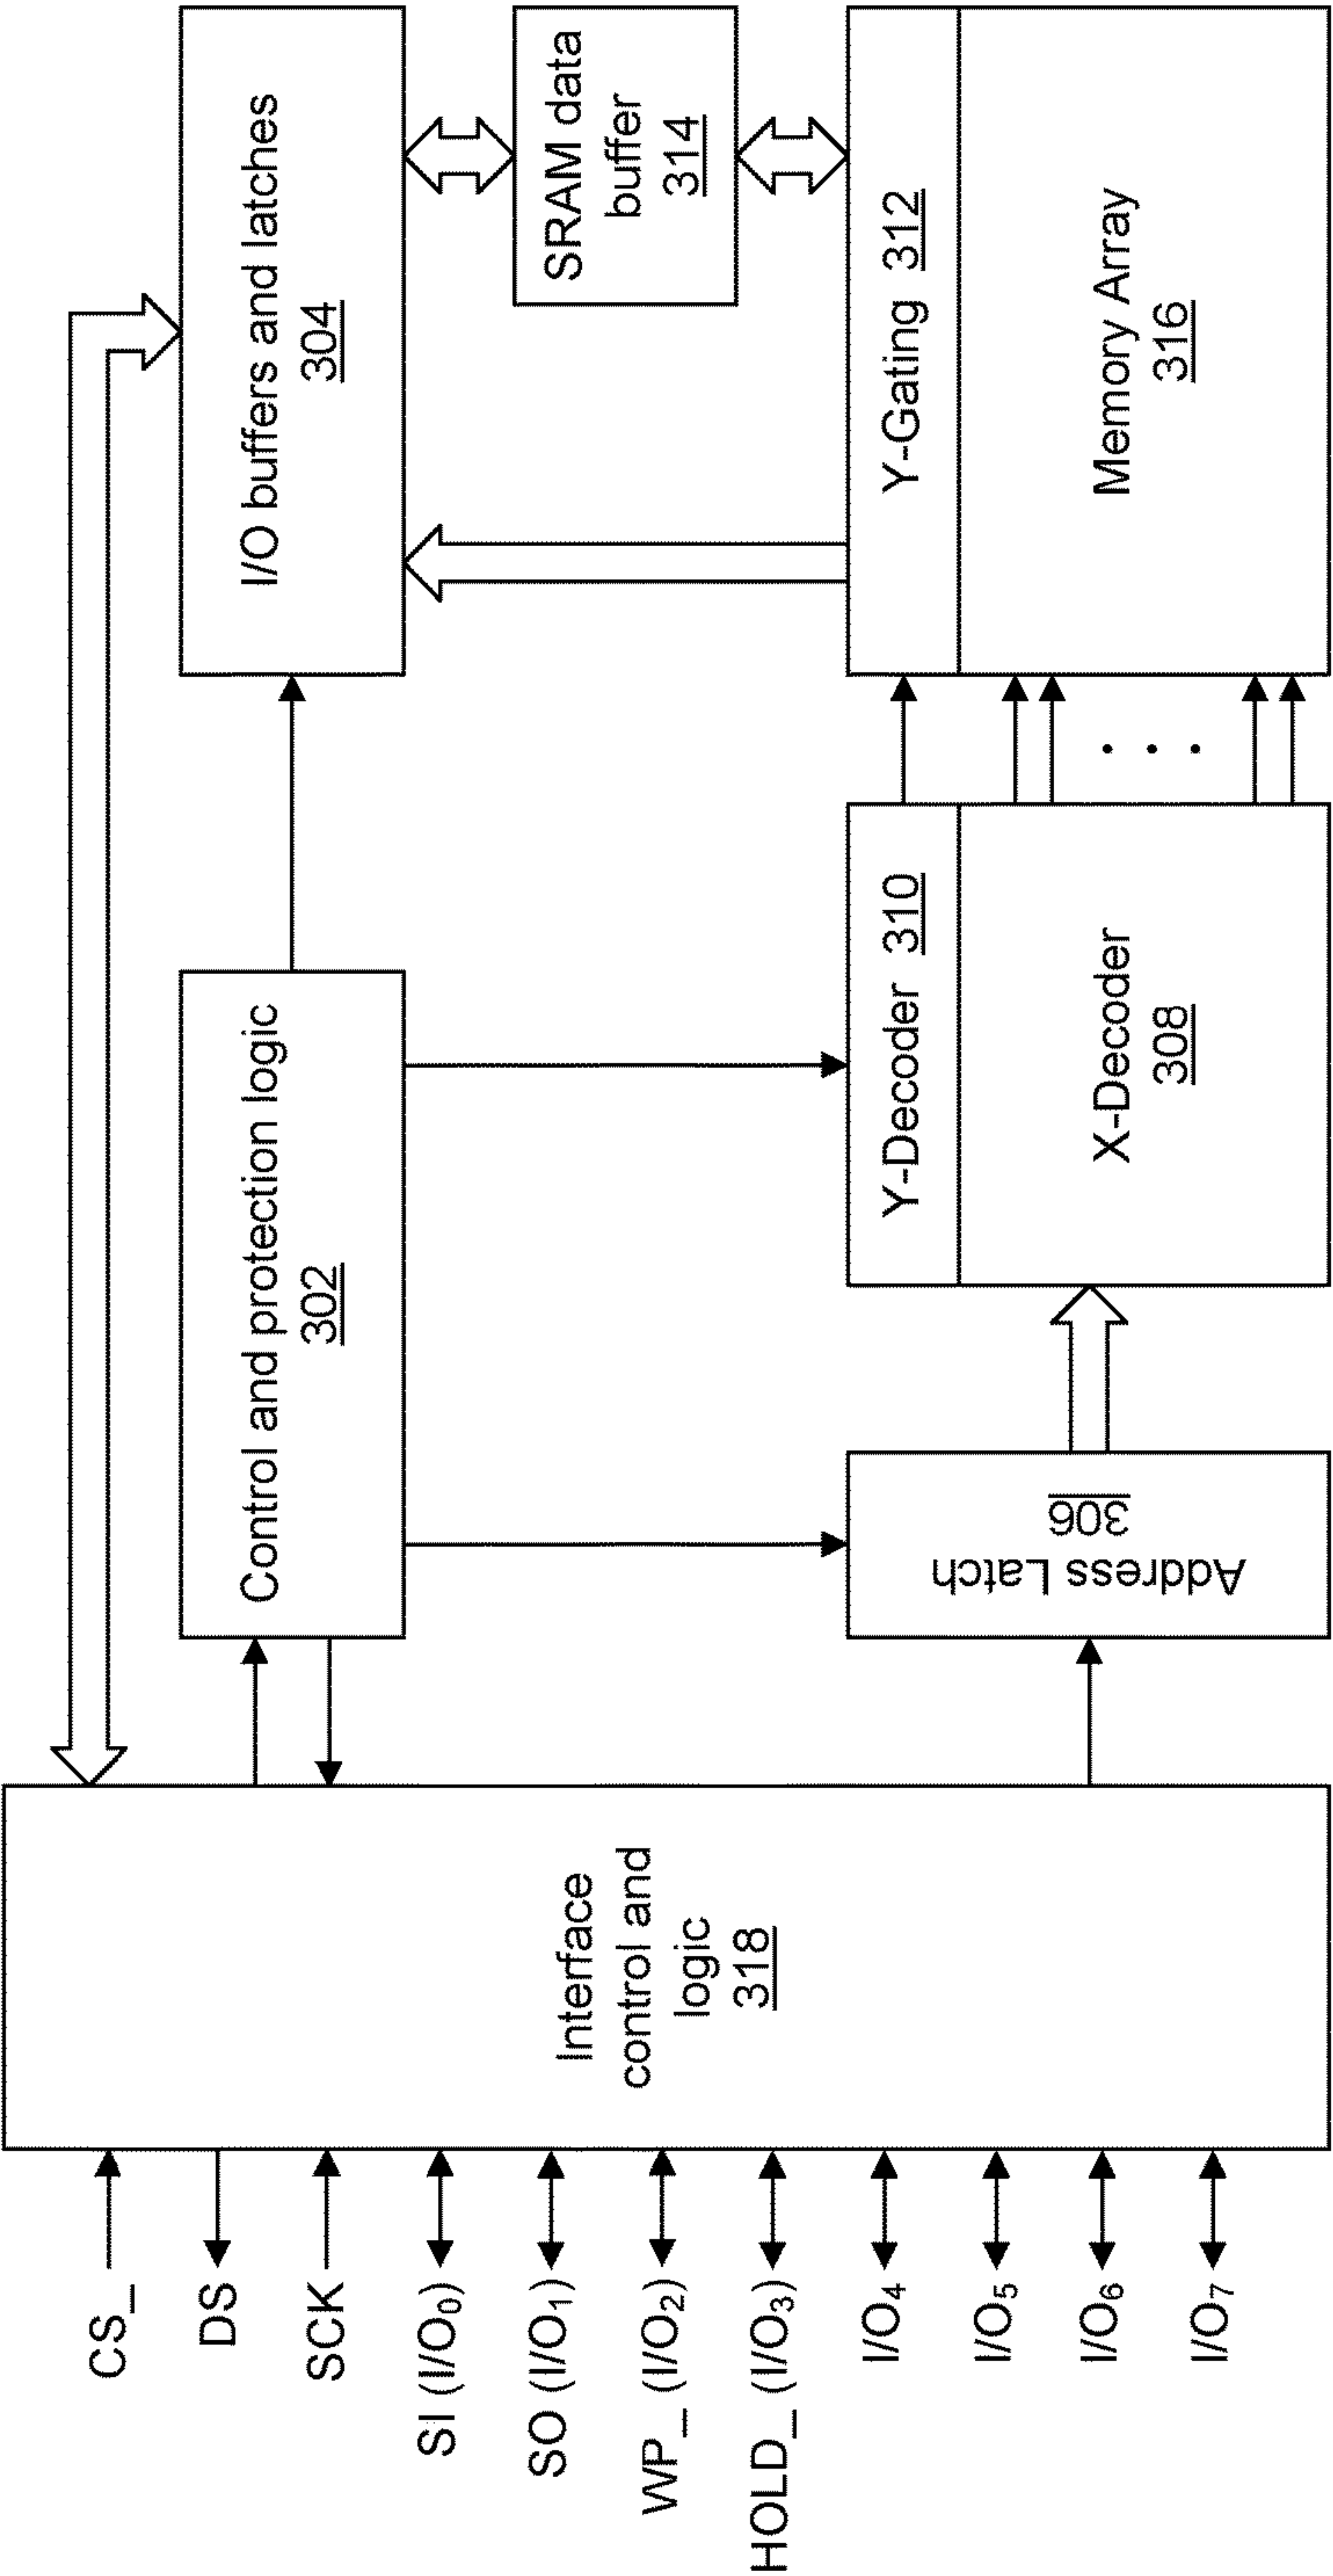 CS_
DS
SCK
SI (I/O₀)
SO (I/O₁)
WP_ (I/O₂)
HOLD_ (I/O₃)
I/O₄
I/O₅
I/O₆
I/O₇
Interface
control and
logic
318
Control and protection logic
302
I/O buffers and latches
304
SRAM data
buffer
314
Address Latch
306
Y-Decoder 310
X-Decoder
308
. . .
Y-Gating 312
Memory Array
316